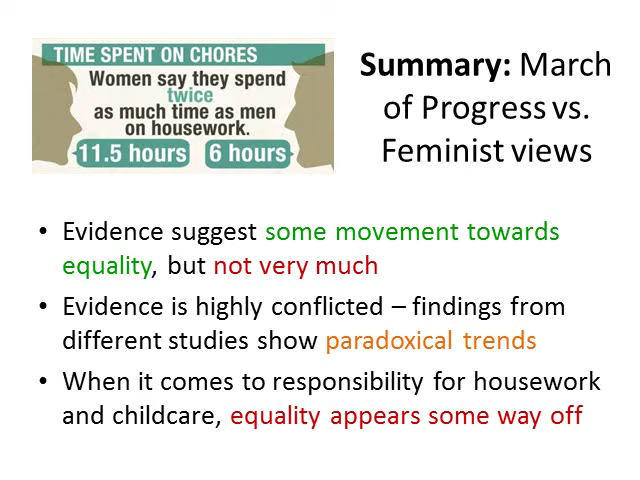 TIME SPENT ON CHORES
Women say they spend
twice
as much time as men
on housework.
11.5 hours 6 hours
Summary: March
of Progress vs.
Feminist views
• Evidence suggest some movement towards
equality, but not very much
• Evidence is highly conflicted – findings from
different studies show paradoxical trends
• When it comes to responsibility for housework
and childcare, equality appears some way off